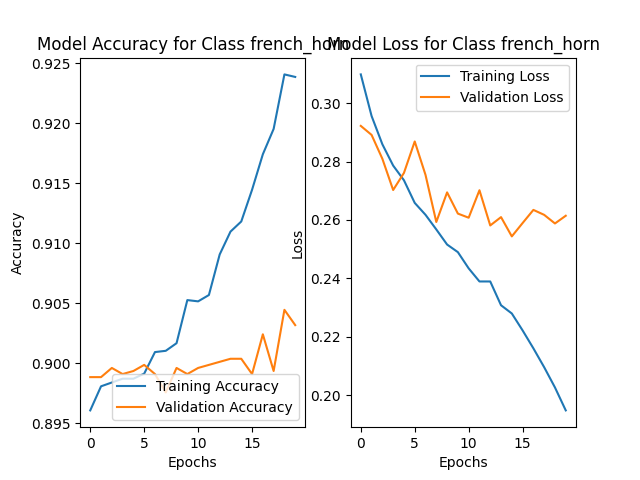 Model Accuracy for Class french_horn
0.925
0.920
0.915
0.910
0.905
0.900
0.895
Accuracy
0
5
10
15
Epochs
Training Accuracy
Validation Accuracy
Model Loss for Class french_horn
0.30
0.28
0.26
0.24
0.22
0.20
Loss
0
5
10
15
Epochs
Training Loss
Validation Loss